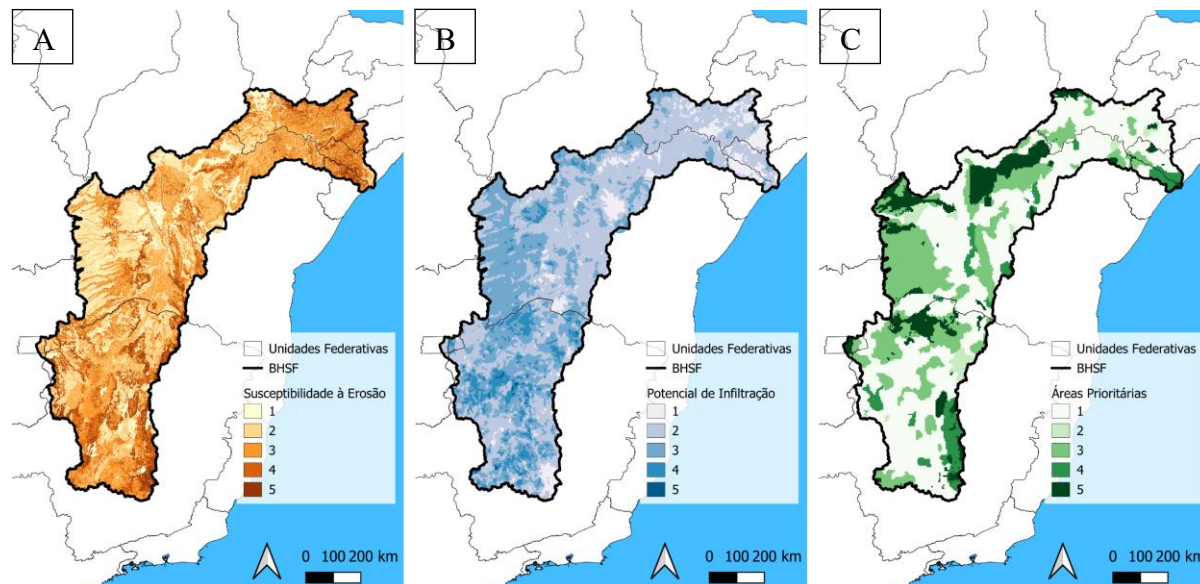 A
Unidades Federativas
BHSF
Susceptibilidade à Erosão
1
2
3
4
5
0 100 200 km
B
Unidades Federativas
BHSF
Potencial de Infiltração
1
2
3
4
5
0 100 200 km
C
Unidades Federativas
BHSF
Áreas Prioritárias
1
2
3
4
5
0 100 200 km